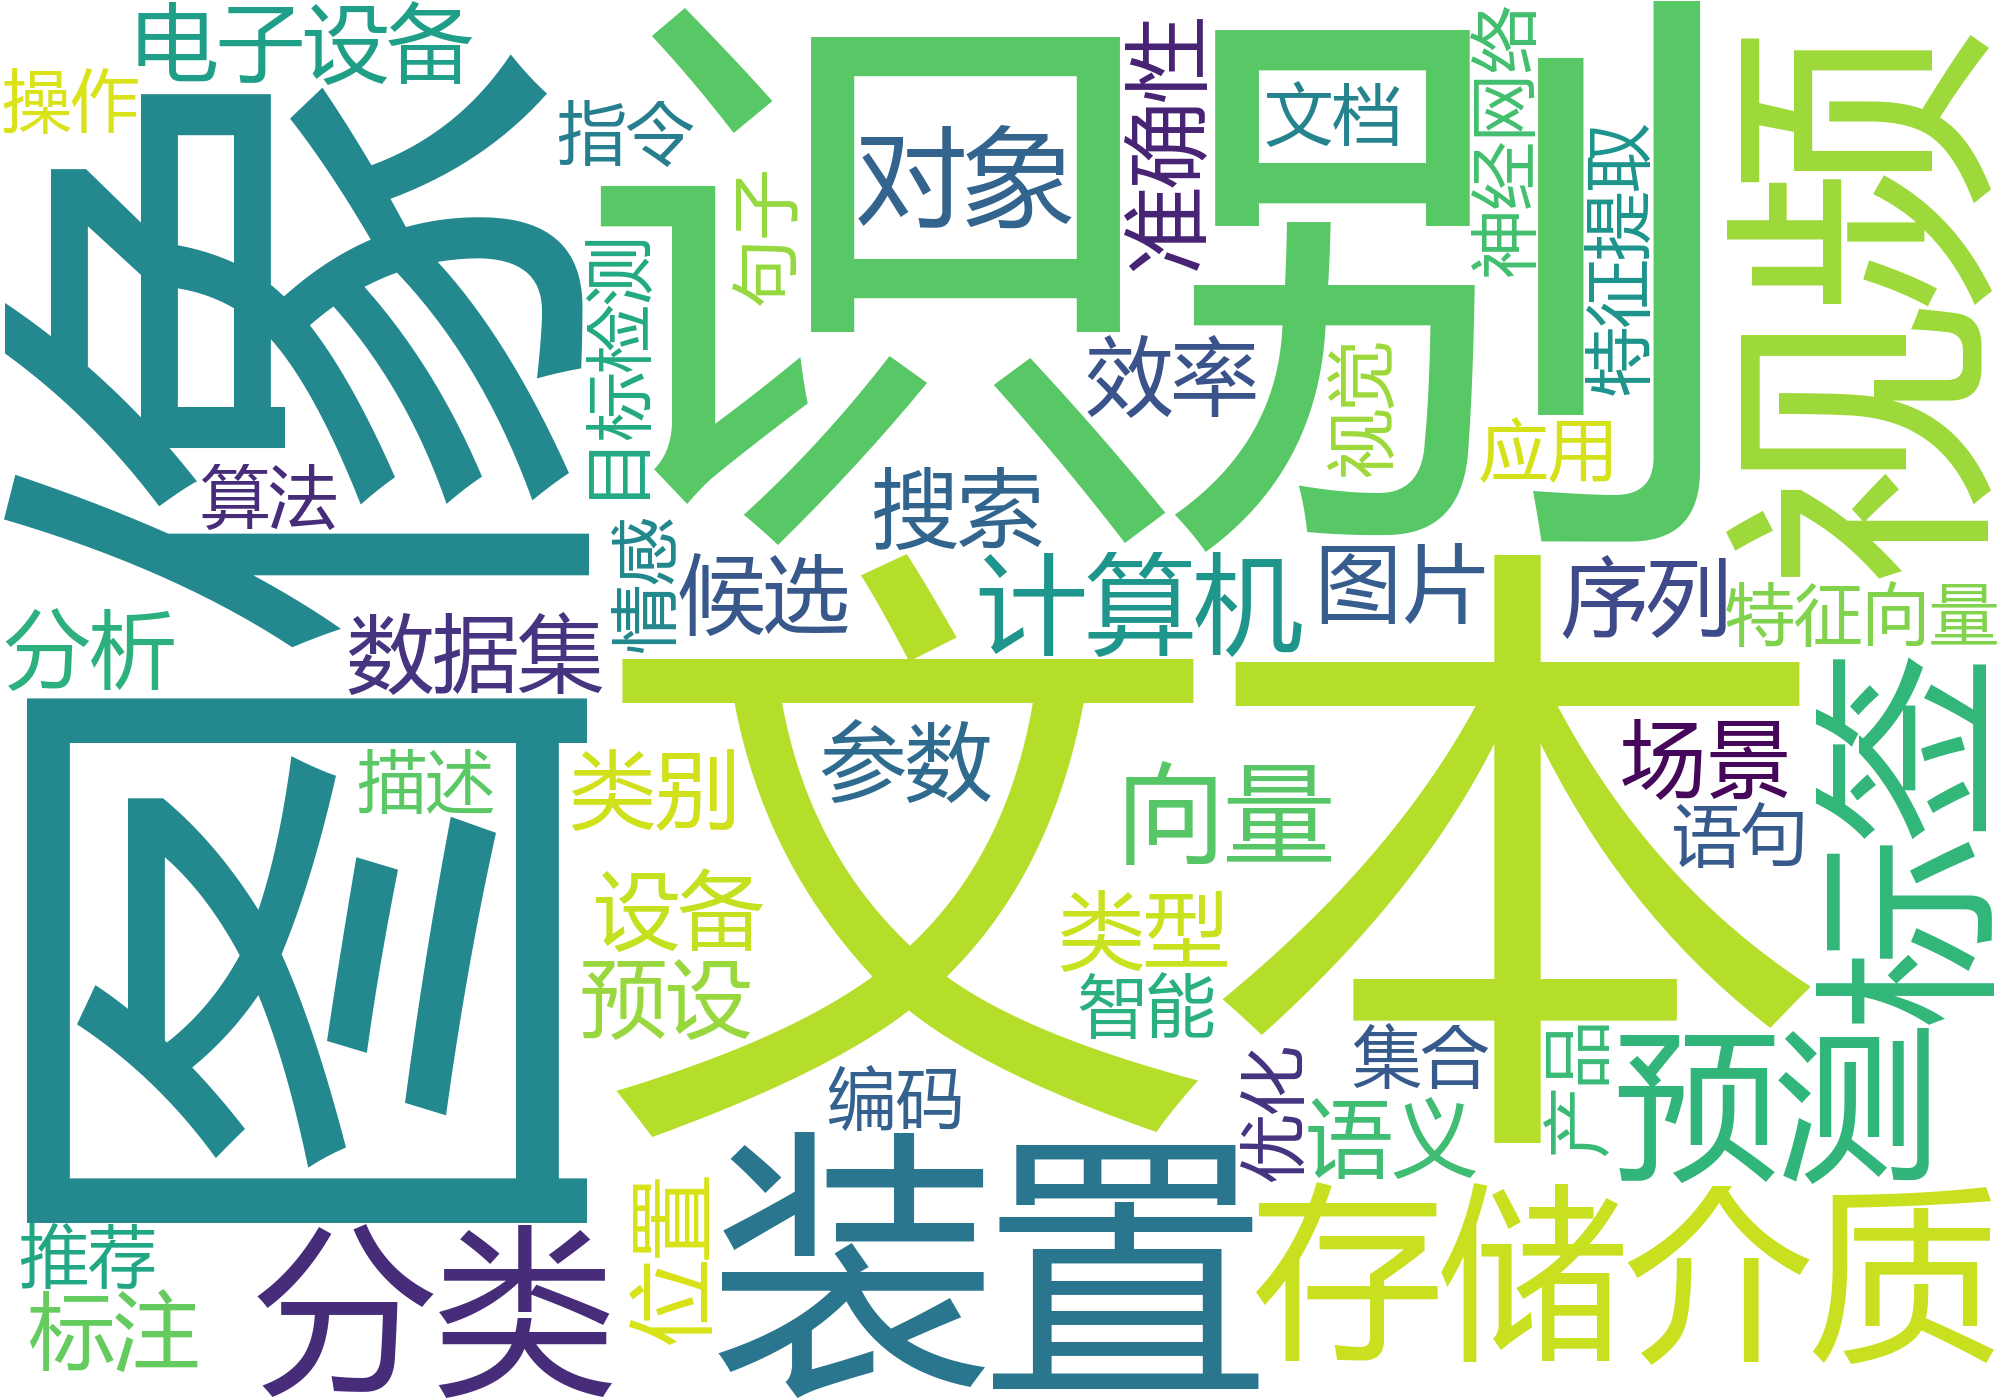 电子设备
操作
图像
识别
对象
准确性
文档
神经网络
特征提取
视频
指令
句子
目标检测
效率
视觉
应用
算法
搜索
情感
候选
计算机
图片
序列
特征向量
分析
数据集
文本
标签
描述
类别
参数
向量
场景
语句
设备
预设
类型
智能
编码
集合
优化
语义
产品
预测
位置
装置
存储介质
推荐
标注
分类